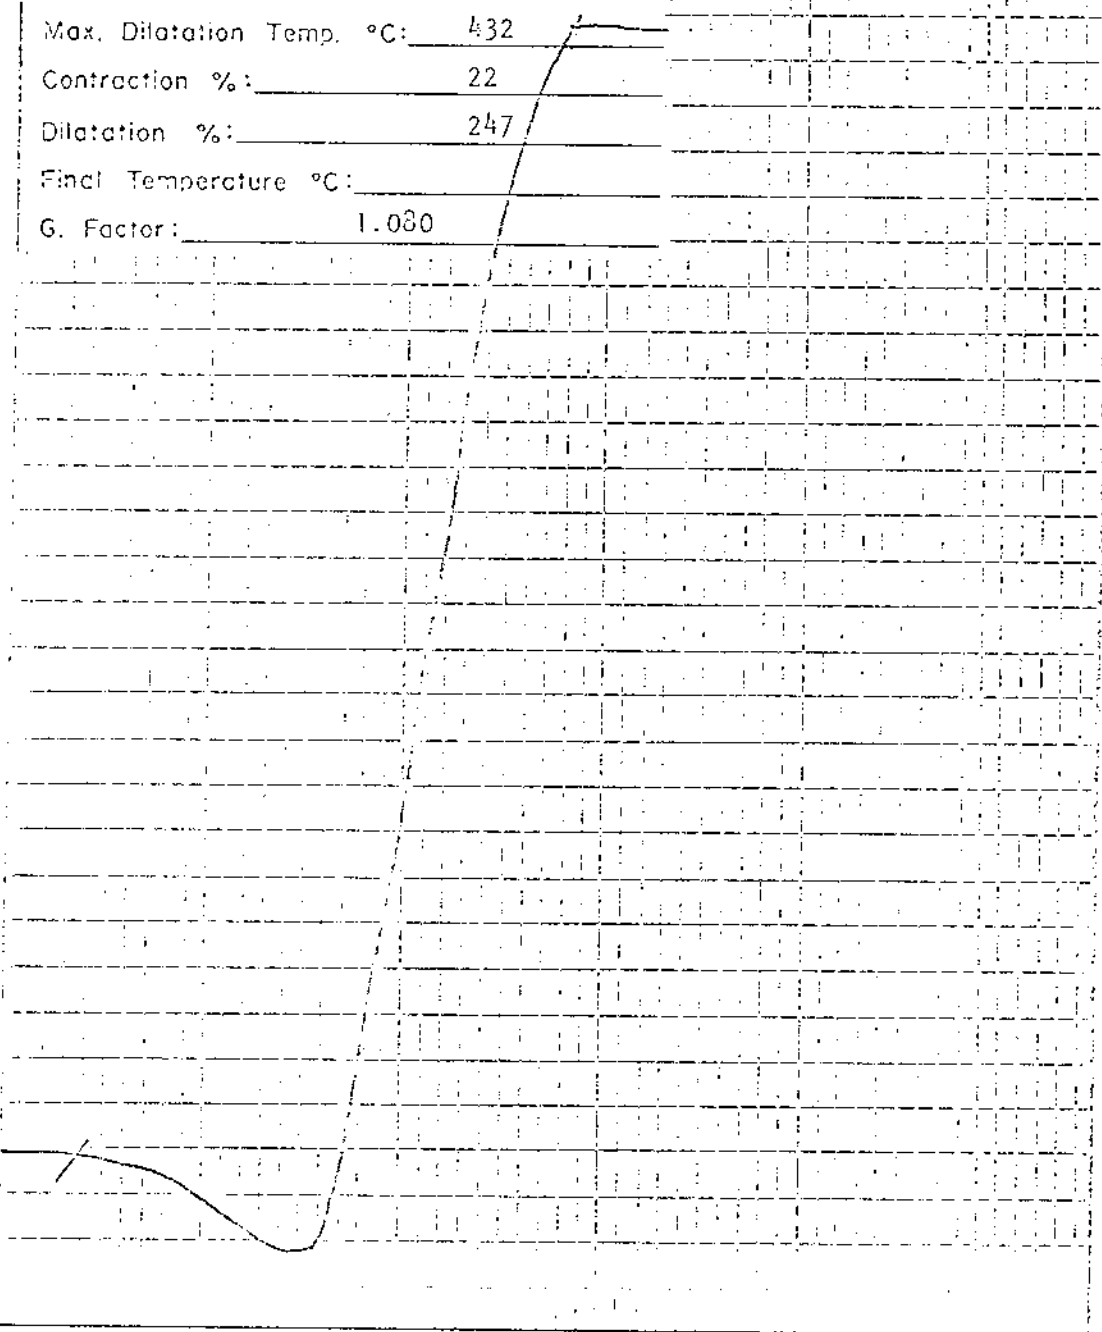 Max. Dilatation Temp. °C: 432
Contraction %: 22
Dilatation %: 247
Final Temperature °C:
G. Factor: 1.080